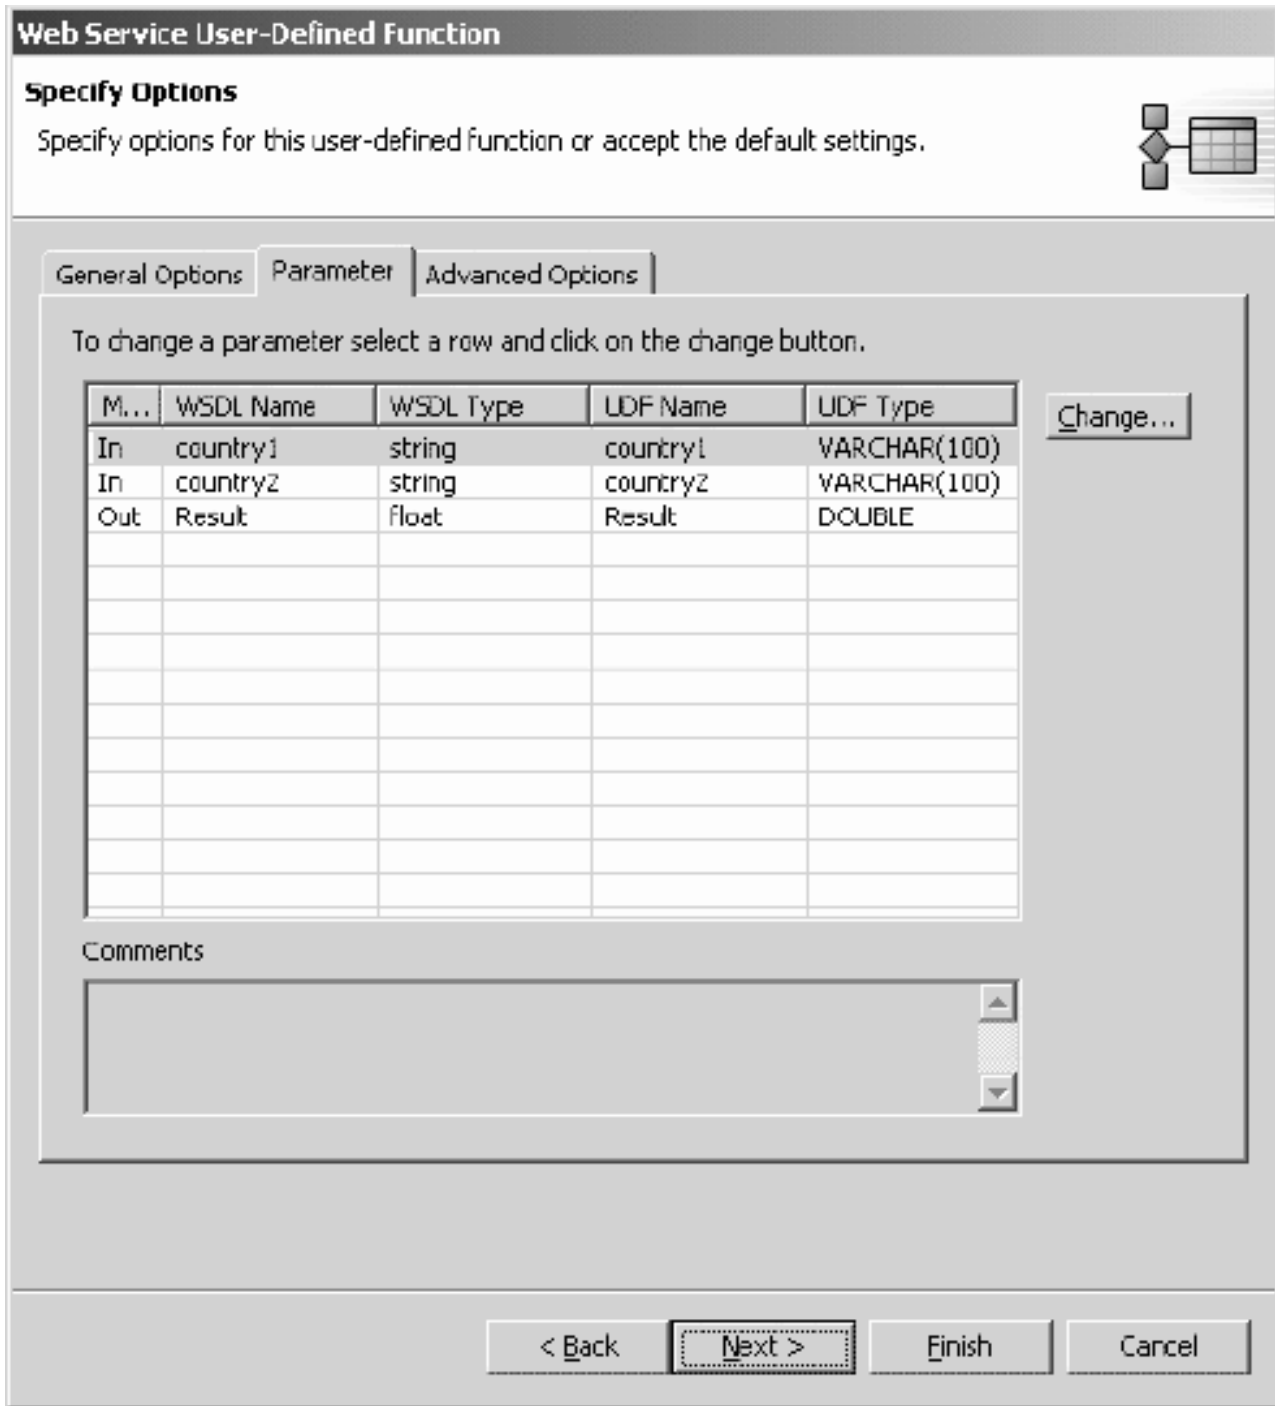 Web Service User-Defined Function
Specify Options
Specify options for this user-defined function or accept the default settings.
General Options Parameter Advanced Options
To change a parameter select a row and click on the change button.
M... WSDL Name WSDL Type UDF Name UDF Type
Change...
In country1 string country1 VARCHAR(100)
In country2 string country2 VARCHAR(100)
Out Result float Result DOUBLE
Comments
< Back Next > Finish Cancel